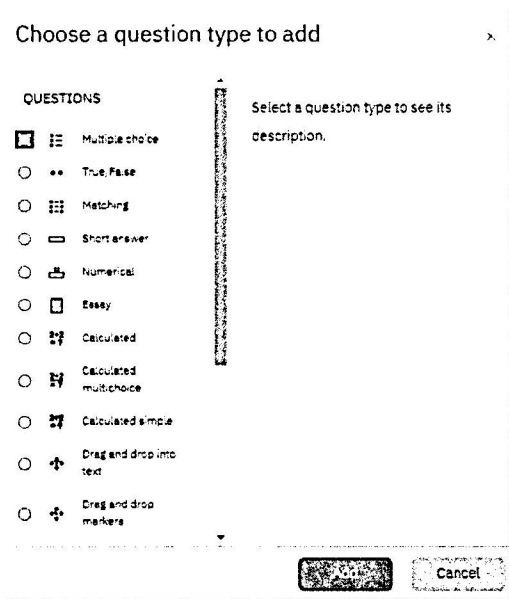 Choose a question type to add
×
QUESTIONS
Multiple choice
True/False
Matching
Short answer
Numerical
Essay
Calculated
Calculated
multichoice
Calculated simple
Drag and drop into
text
Drag and drop
markers
Select a question type to see its
description.
Add
Cancel